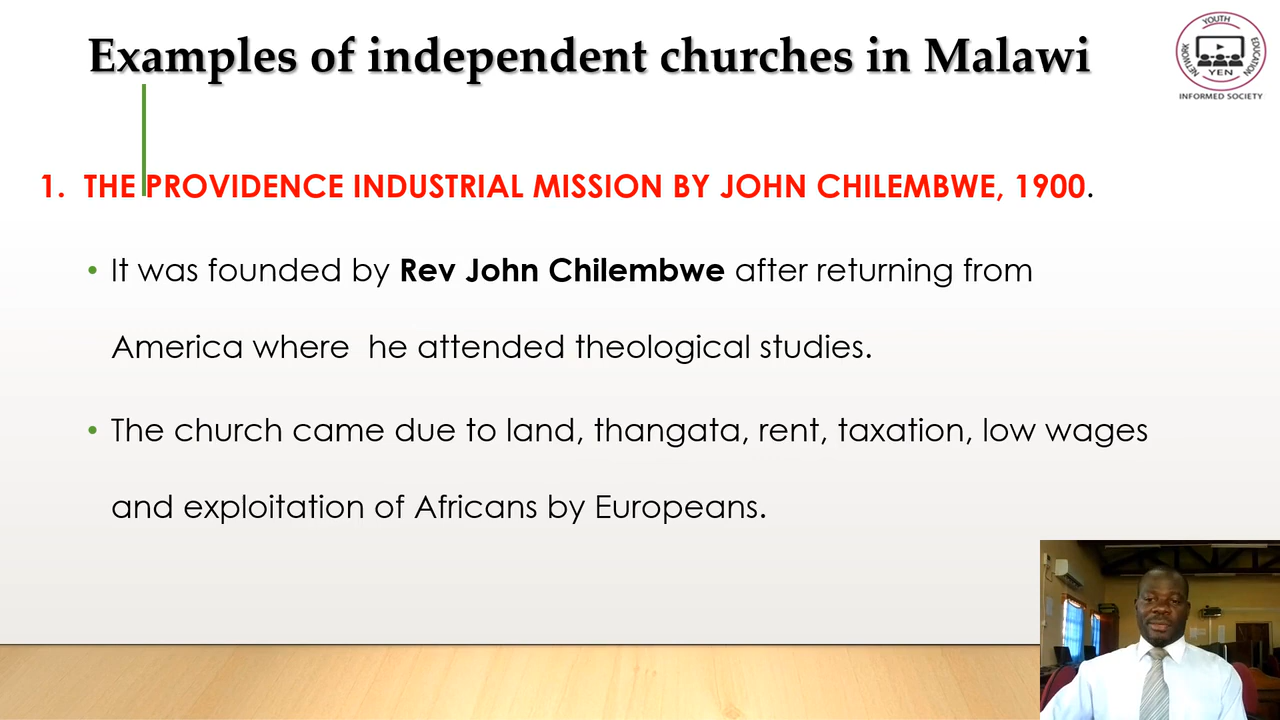 Examples of independent churches in Malawi
YOUTH
EDUCATION
NETWORK
YEN
INFORMED SOCIETY
1. THE PROVIDENCE INDUSTRIAL MISSION BY JOHN CHILEMBWE, 1900.
• It was founded by Rev John Chilembwe after returning from
America where he attended theological studies.
• The church came due to land, thangata, rent, taxation, low wages
and exploitation of Africans by Europeans.